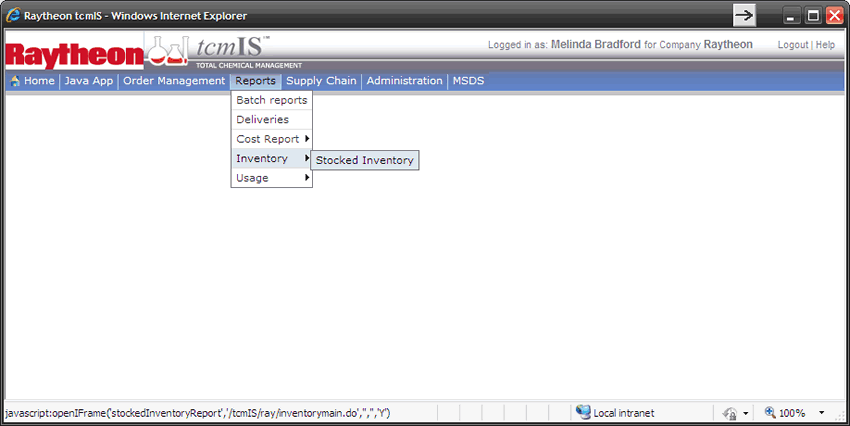 Raytheon tcmIS - Windows Internet Explorer
Raytheon tcmIS™ Logged in as: Melinda Bradford for Company Raytheon Logout | Help
TOTAL CHEMICAL MANAGEMENT
Home | Java App | Order Management | Reports | Supply Chain | Administration | MSDS
Batch reports
Deliveries
Cost Report
Inventory Stocked Inventory
Usage
javascript:openIFrame('stockedInventoryReport','/tcmIS/ray/inventorymain.do','','','Y') Local intranet 100%